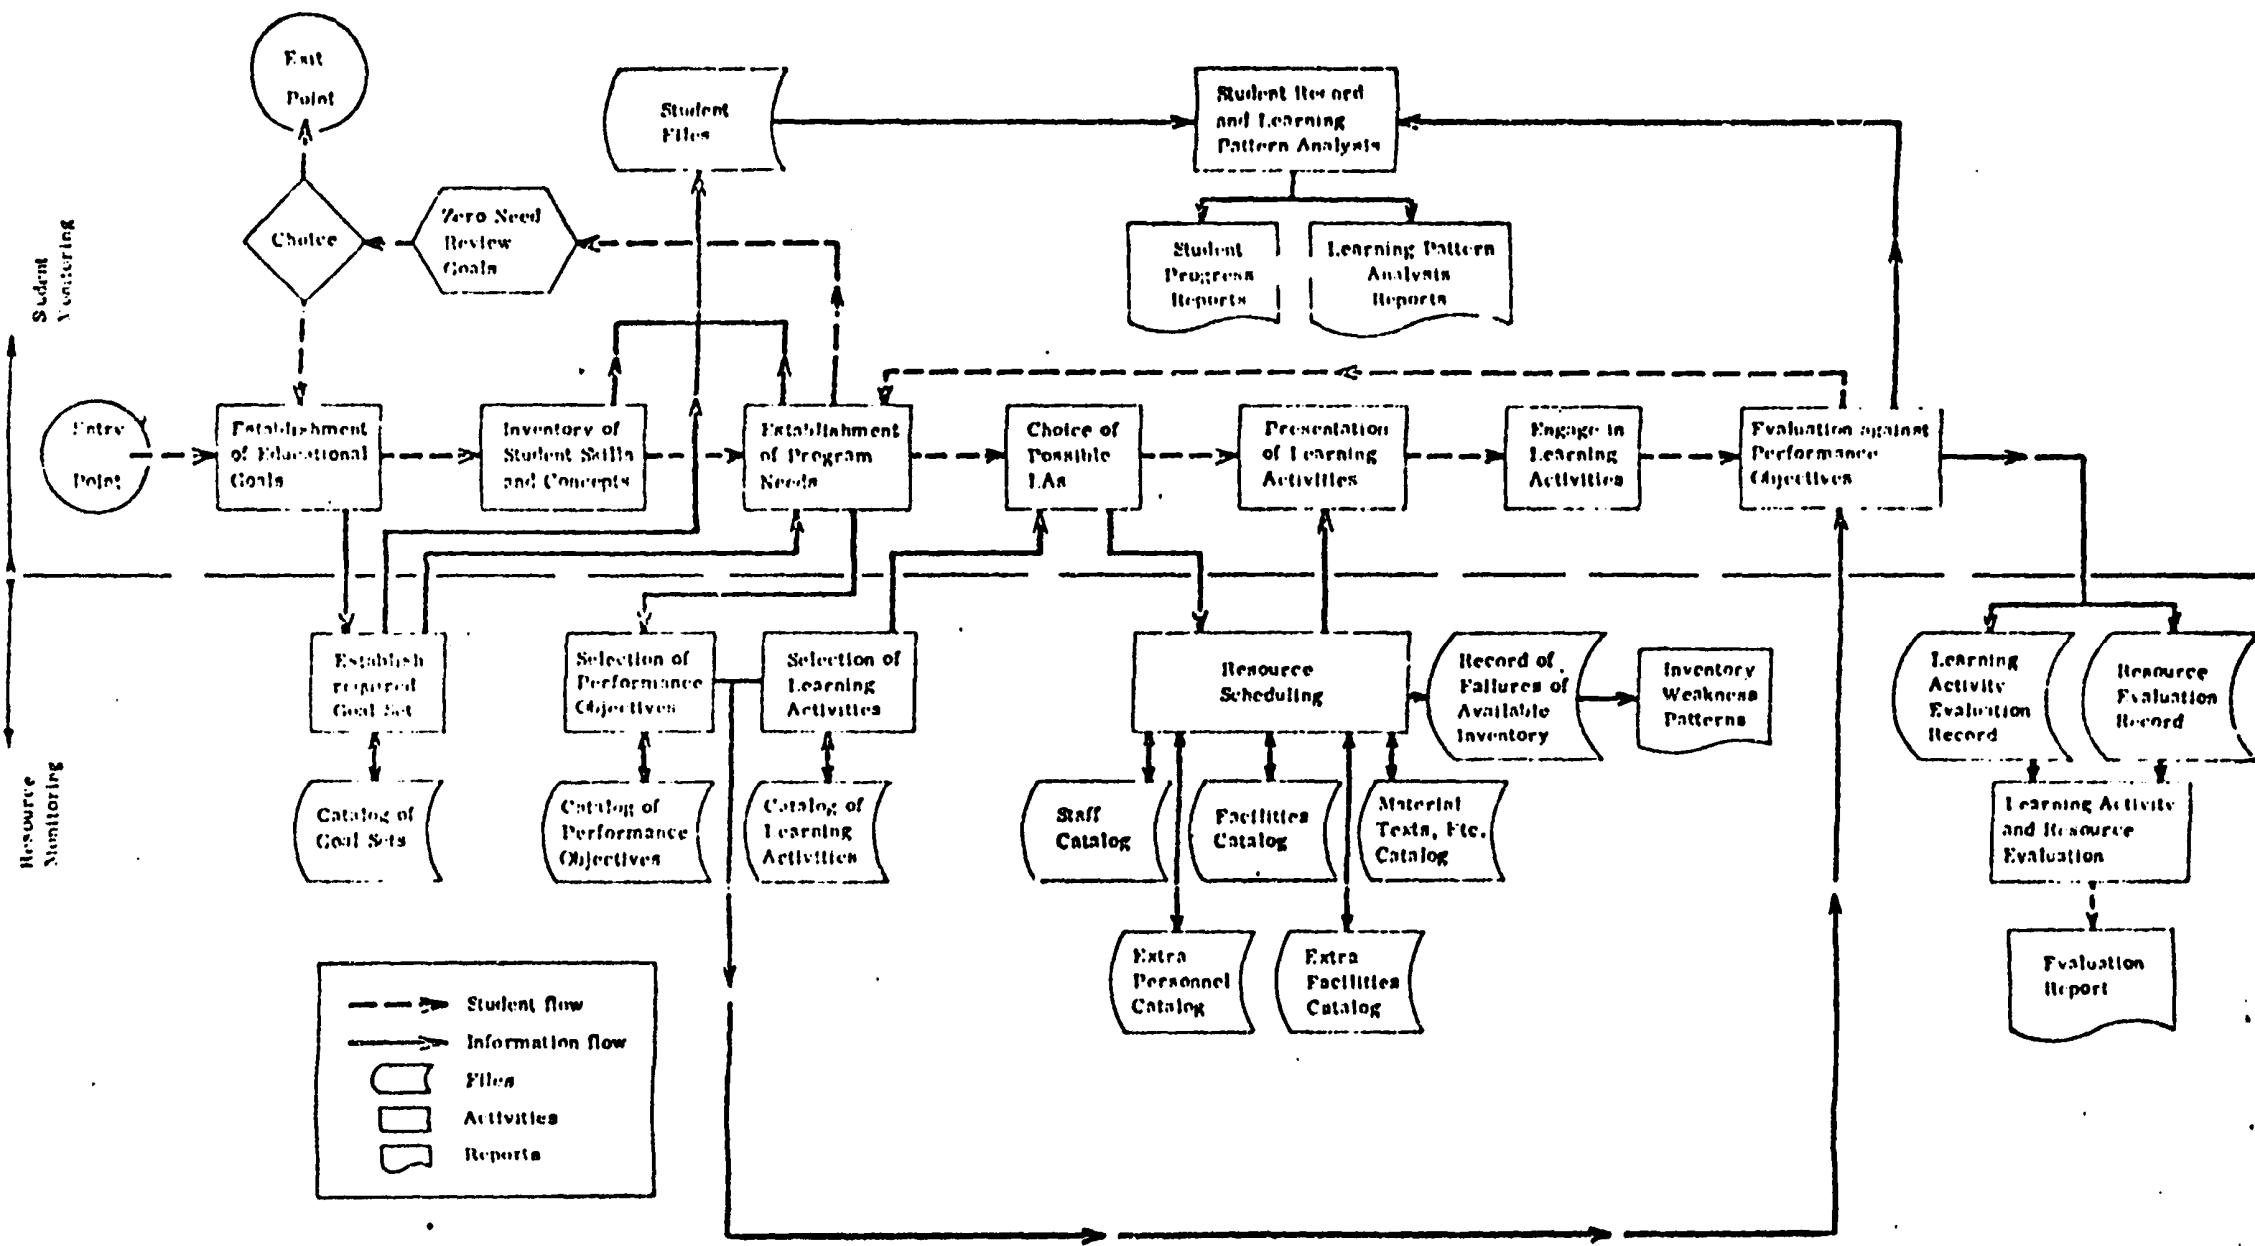 Exit
Point
Student
Files
Student Record
and Learning
Pattern Analysis
Choice
Zero Need
Review
Goals
Student
Progress
Reports
Learning Pattern
Analysis
Reports
Student
Monitoring
Entry
Point
Establishment
of Educational
Goals
Inventory of
Student Skills
and Concepts
Establishment
of Program
Needs
Choice of
Possible
LAs
Presentation
of Learning
Activities
Engage in
Learning
Activities
Evaluation against
Performance
Objectives
Resource
Monitoring
Establish
required
Goal Set
Selection of
Performance
Objectives
Selection of
Learning
Activities
Resource
Scheduling
Record of
Failures of
Available
Inventory
Inventory
Weakness
Patterns
Learning
Activity
Evaluation
Record
Resource
Evaluation
Record
Catalog of
Goal Sets
Catalog of
Performance
Objectives
Catalog of
Learning
Activities
Staff
Catalog
Facilities
Catalog
Material
Texts, Etc.
Catalog
Learning Activity
and Resource
Evaluation
Extra
Personnel
Catalog
Extra
Facilities
Catalog
Evaluation
Report
Student flow
Information flow
Files
Activities
Reports